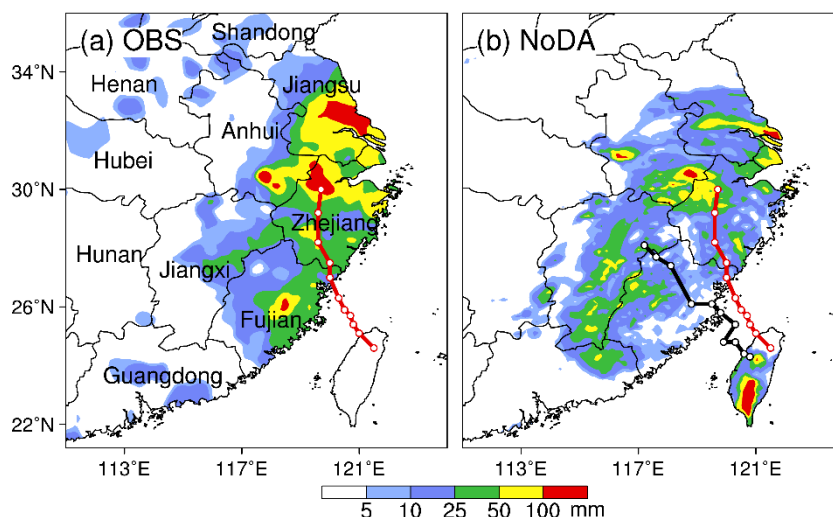 (a) OBS
Shandong
Henan
Jiangsu
Anhui
Hubei
Zhejiang
Hunan
Jiangxi
Fujian
Guangdong
(b) NoDA
34°N
30°N
26°N
22°N
113°E 117°E 121°E
113°E 117°E 121°E
5 10 25 50 100 mm